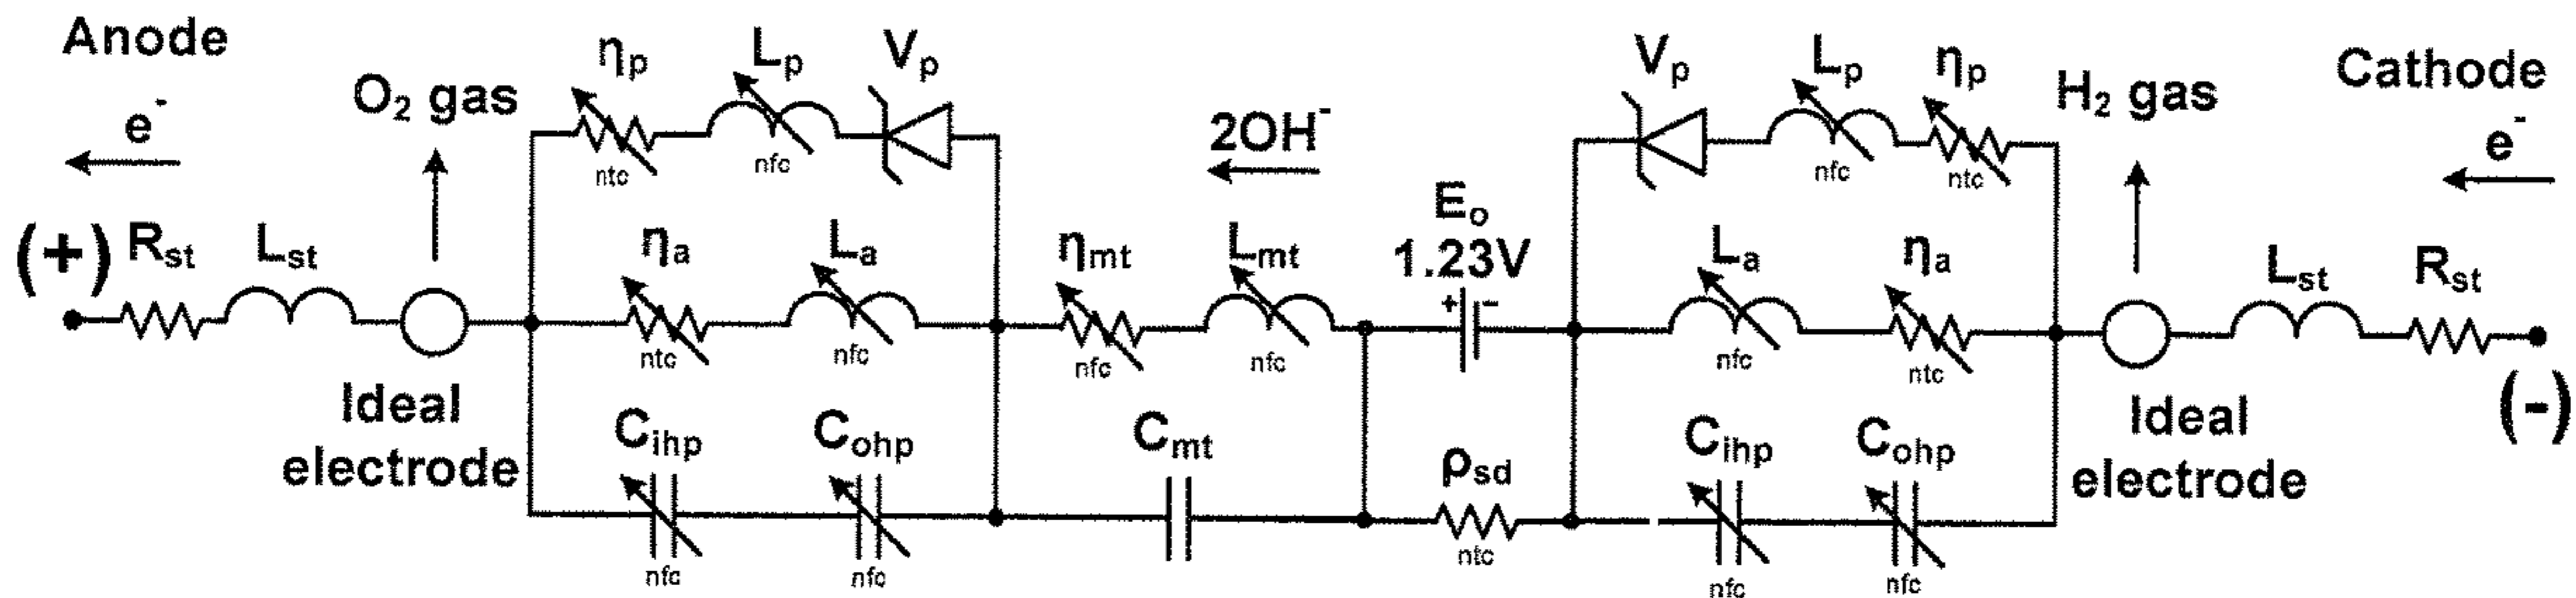 Anode
e⁻
(+)
Rst
Lst
O₂ gas
Ideal
electrode
ηp
ntc
Lp
nfc
Vp
ηa
ntc
La
nfc
Cihp
nfc
Cohp
nfc
2OH⁻
ηmt
nfc
Lmt
nfc
Cmt
Eo
1.23V
+ -
ρsd
ntc
Vp
Lp
nfc
ηp
ntc
La
nfc
ηa
ntc
Cihp
nfc
Cohp
nfc
H₂ gas
Ideal
electrode
Cathode
e⁻
Lst
Rst
(-)